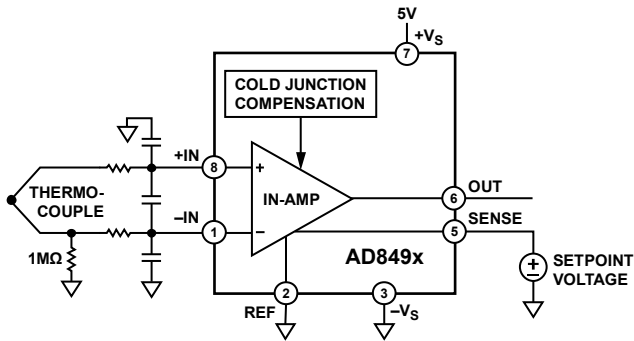 5V
+VS
7
COLD JUNCTION
COMPENSATION
+IN
8
+
THERMO-
COUPLE
IN-AMP
OUT
6
–IN
1
–
SENSE
5
1MΩ
AD849x
+
–
SETPOINT
VOLTAGE
2
3
REF
–VS